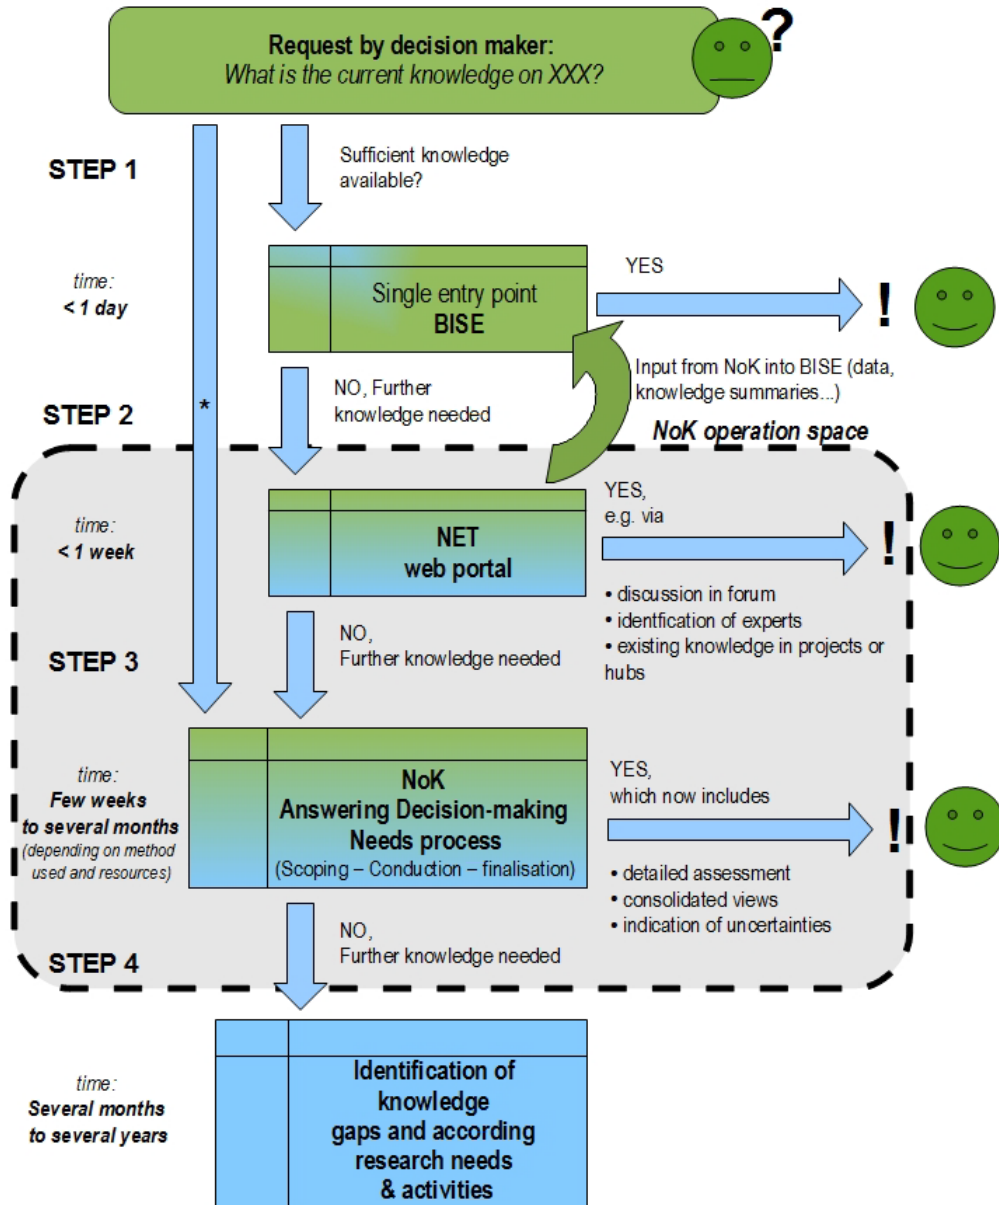 Request by decision maker:
What is the current knowledge on XXX?
?
STEP 1
Sufficient knowledge
available?
time:
< 1 day
Single entry point
BISE
YES
!
STEP 2
*
NO, Further
knowledge needed
Input from NoK into BISE (data,
knowledge summaries...)
NoK operation space
time:
< 1 week
NET
web portal
YES,
e.g. via
!
• discussion in forum
• identfication of experts
• existing knowledge in projects or
hubs
STEP 3
NO,
Further knowledge needed
time:
Few weeks
to several months
(depending on method
used and resources)
NoK
Answering Decision-making
Needs process
(Scoping – Conduction – finalisation)
YES,
which now includes
!
• detailed assessment
• consolidated views
• indication of uncertainties
STEP 4
NO,
Further knowledge needed
time:
Several months
to several years
Identification of
knowledge
gaps and according
research needs
& activities